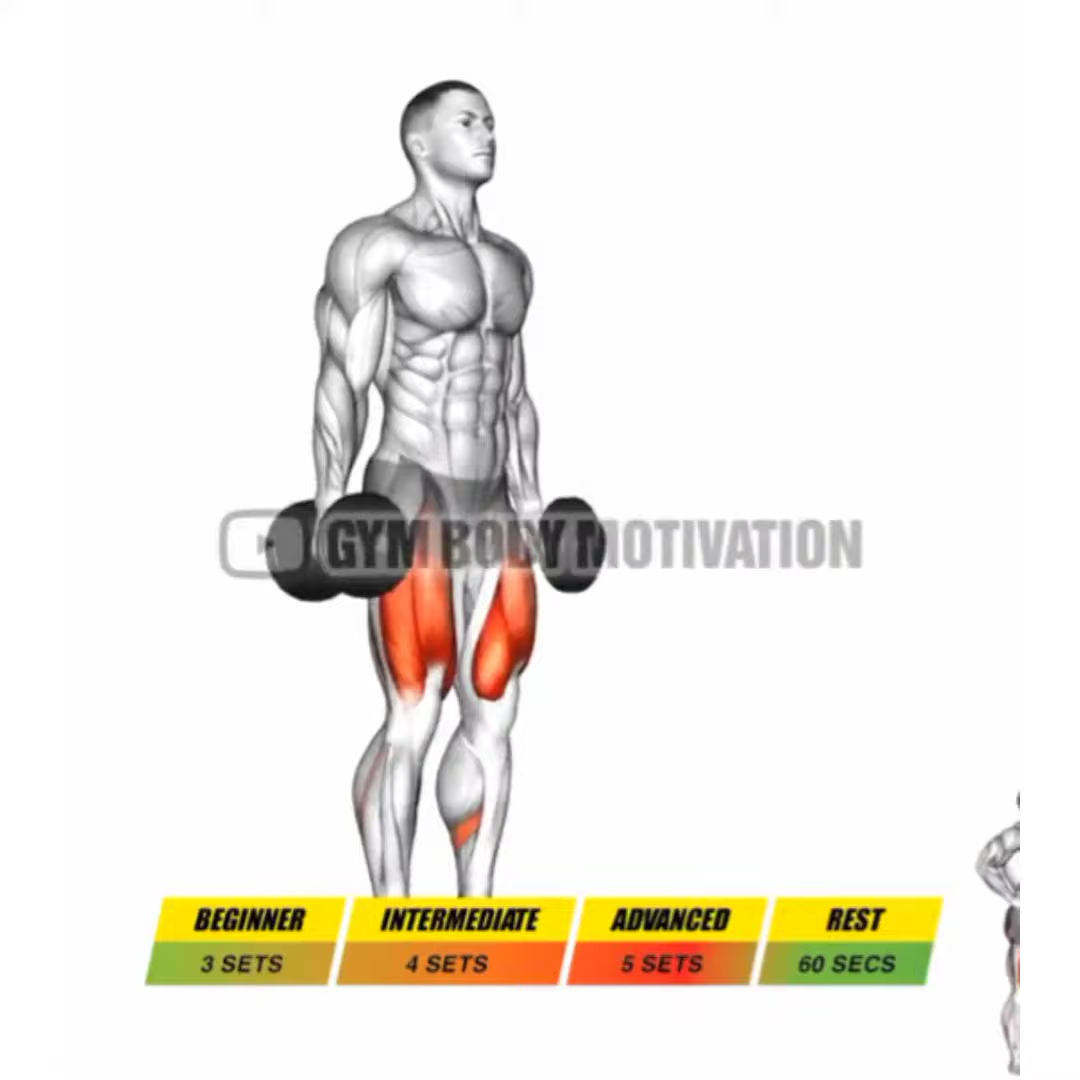 GYM BODY MOTIVATION
BEGINNER INTERMEDIATE ADVANCED REST
3 SETS 4 SETS 5 SETS 60 SECS